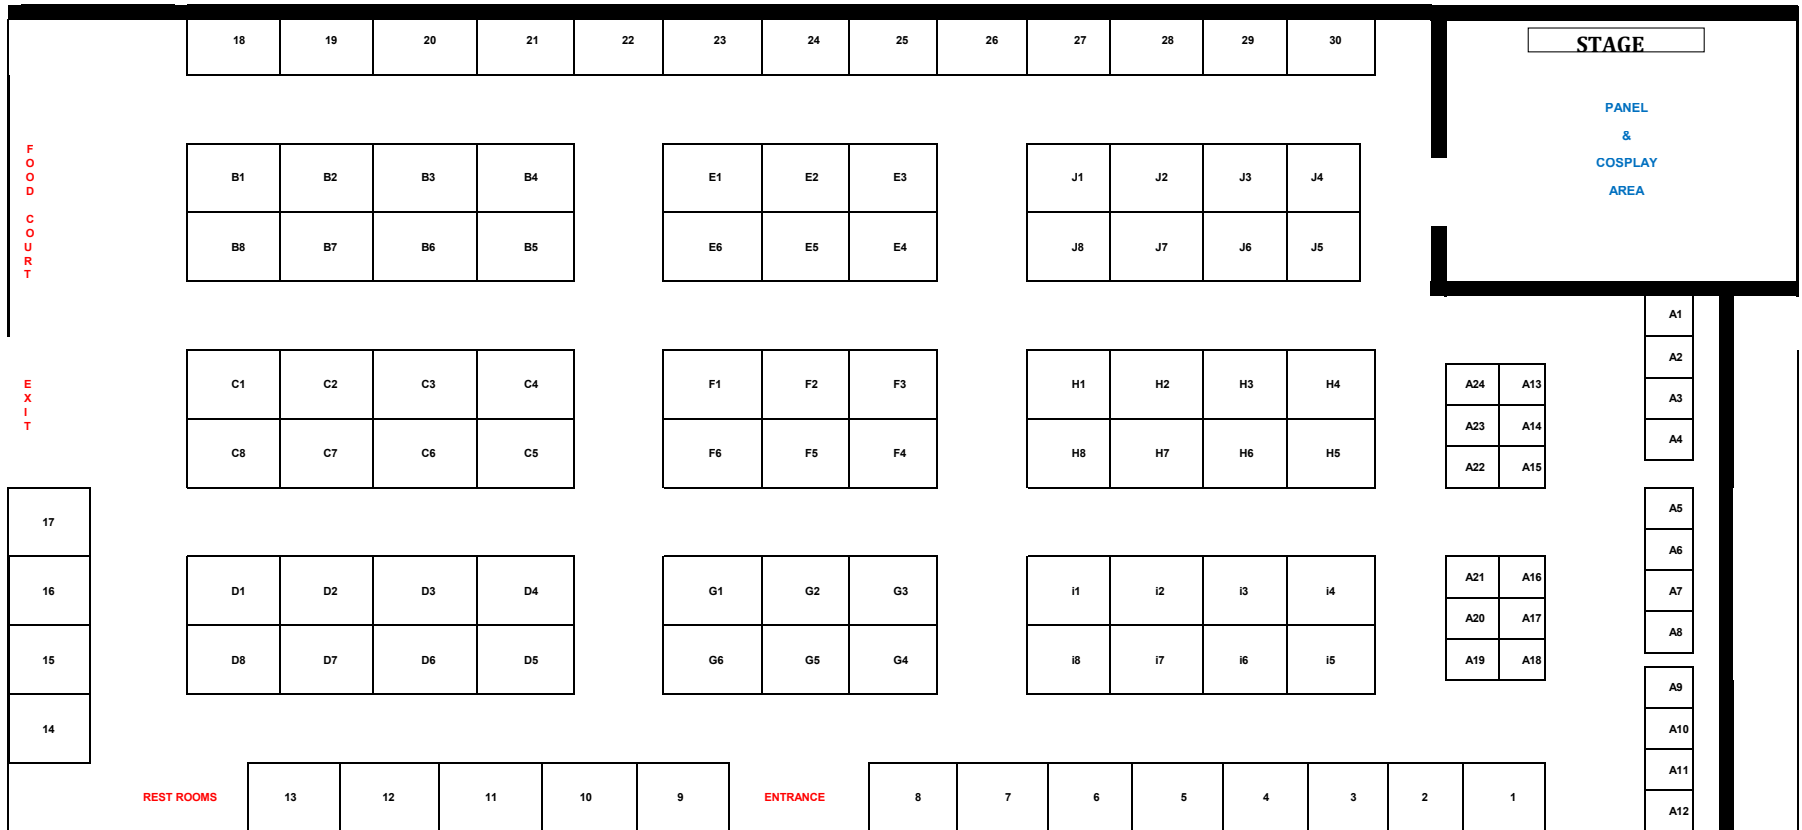 18 19 20 21 22 23 24 25 26 27 28 29 30
STAGE
PANEL
&
COSPLAY
AREA
FOOD COURT
B1 B2 B3 B4 E1 E2 E3 J1 J2 J3 J4
B8 B7 B6 B5 E6 E5 E4 J8 J7 J6 J5
A1
A2
EXIT
C1 C2 C3 C4 F1 F2 F3 H1 H2 H3 H4 A24 A13
A3
A23 A14
A4
C8 C7 C6 C5 F6 F5 F4 H8 H7 H6 H5
A22 A15
A5
17
A6
A21 A16
16 D1 D2 D3 D4 G1 G2 G3 i1 i2 i3 i4 A7
A20 A17
A8
15 D8 D7 D6 D5 G6 G5 G4 i8 i7 i6 i5 A19 A18
A9
14 A10
A11
REST ROOMS 13 12 11 10 9 ENTRANCE 8 7 6 5 4 3 2 1
A12